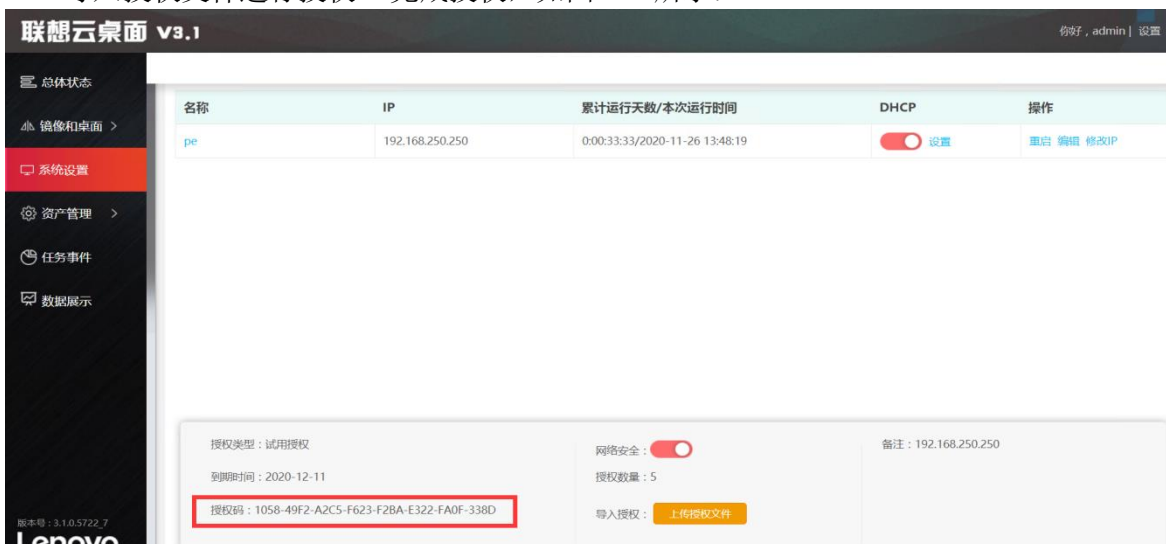 联想云桌面 V3.1
你好，admin | 设置
总体状态
镜像和桌面 >
系统设置
资产管理 >
任务事件
数据展示
版本号：3.1.0.5722_7
Lenovo
名称 IP 累计运行天数/本次运行时间 DHCP 操作
pe 192.168.250.250 0:00:33:33/2020-11-26 13:48:19 设置 重启 编辑 修改IP
授权类型：试用授权 网络安全： 备注：192.168.250.250
到期时间：2020-12-11 授权数量：5
授权码：1058-49F2-A2C5-F623-F2BA-E322-FA0F-338D 导入授权： 上传授权文件